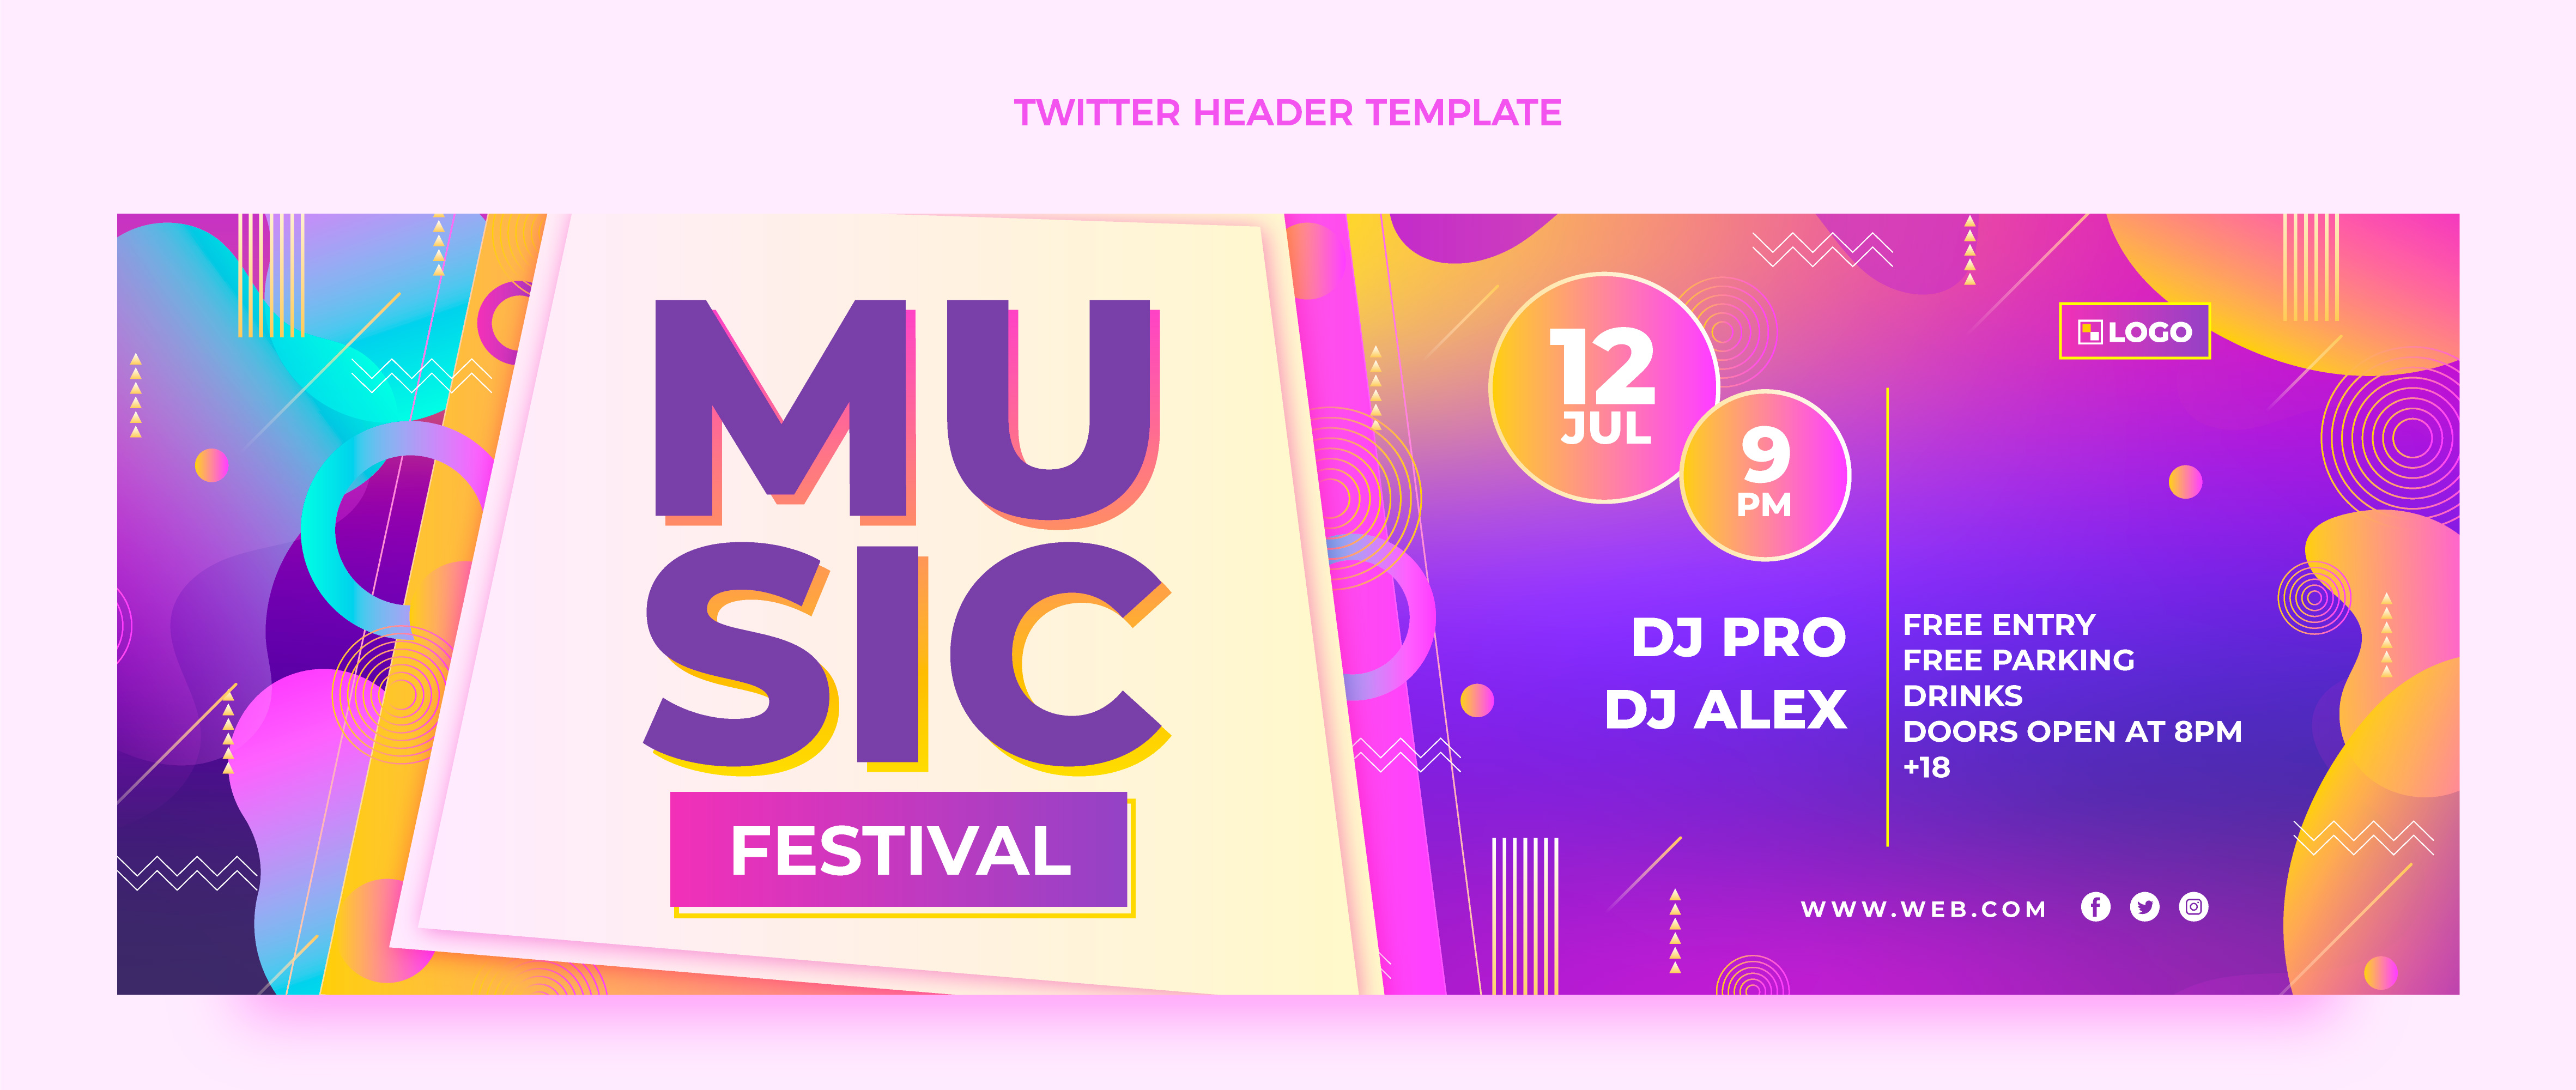 TWITTER HEADER TEMPLATE
MU
SIC
FESTIVAL
12
JUL
9
PM
LOGO
DJ PRO
DJ ALEX
FREE ENTRY
FREE PARKING
DRINKS
DOORS OPEN AT 8PM
+18
WWW.WEB.COM